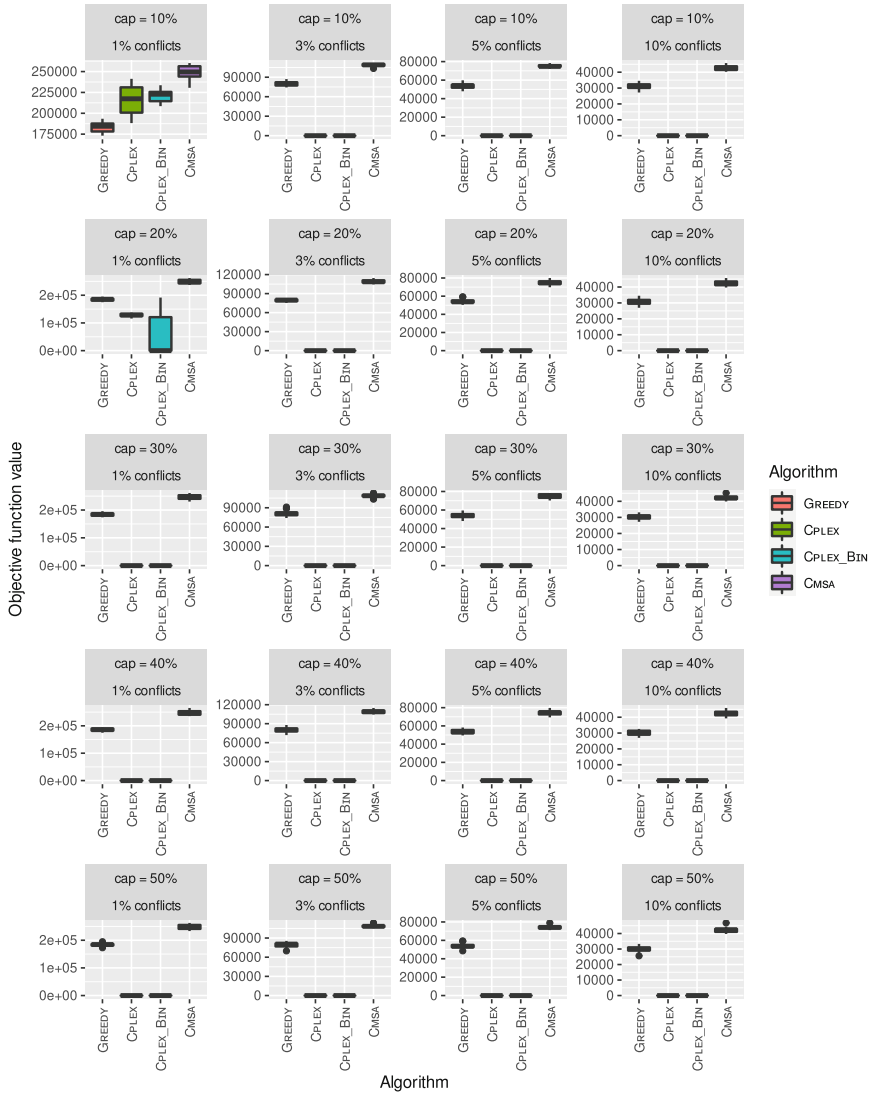 cap = 10% cap = 10% cap = 10% cap = 10%
1% conflicts 3% conflicts 5% conflicts 10% conflicts
250000
225000
200000
175000
90000
60000
30000
0
80000
60000
40000
20000
0
40000
30000
20000
10000
0
GREEDY CPLEX CPLEX_BIN CMSA GREEDY CPLEX CPLEX_BIN CMSA GREEDY CPLEX CPLEX_BIN CMSA GREEDY CPLEX CPLEX_BIN CMSA
cap = 20% cap = 20% cap = 20% cap = 20%
1% conflicts 3% conflicts 5% conflicts 10% conflicts
2e+05
1e+05
0e+00
120000
90000
60000
30000
0
80000
60000
40000
20000
0
40000
30000
20000
10000
0
GREEDY CPLEX CPLEX_BIN CMSA GREEDY CPLEX CPLEX_BIN CMSA GREEDY CPLEX CPLEX_BIN CMSA GREEDY CPLEX CPLEX_BIN CMSA
Objective function value
cap = 30% cap = 30% cap = 30% cap = 30%
1% conflicts 3% conflicts 5% conflicts 10% conflicts
2e+05
1e+05
0e+00
90000
60000
30000
0
80000
60000
40000
20000
0
40000
30000
20000
10000
0
GREEDY CPLEX CPLEX_BIN CMSA GREEDY CPLEX CPLEX_BIN CMSA GREEDY CPLEX CPLEX_BIN CMSA GREEDY CPLEX CPLEX_BIN CMSA
cap = 40% cap = 40% cap = 40% cap = 40%
1% conflicts 3% conflicts 5% conflicts 10% conflicts
2e+05
1e+05
0e+00
120000
90000
60000
30000
0
80000
60000
40000
20000
0
40000
30000
20000
10000
0
GREEDY CPLEX CPLEX_BIN CMSA GREEDY CPLEX CPLEX_BIN CMSA GREEDY CPLEX CPLEX_BIN CMSA GREEDY CPLEX CPLEX_BIN CMSA
cap = 50% cap = 50% cap = 50% cap = 50%
1% conflicts 3% conflicts 5% conflicts 10% conflicts
2e+05
1e+05
0e+00
90000
60000
30000
0
80000
60000
40000
20000
0
40000
30000
20000
10000
0
GREEDY CPLEX CPLEX_BIN CMSA GREEDY CPLEX CPLEX_BIN CMSA GREEDY CPLEX CPLEX_BIN CMSA GREEDY CPLEX CPLEX_BIN CMSA
Algorithm
Algorithm
GREEDY
CPLEX
CPLEX_BIN
CMSA